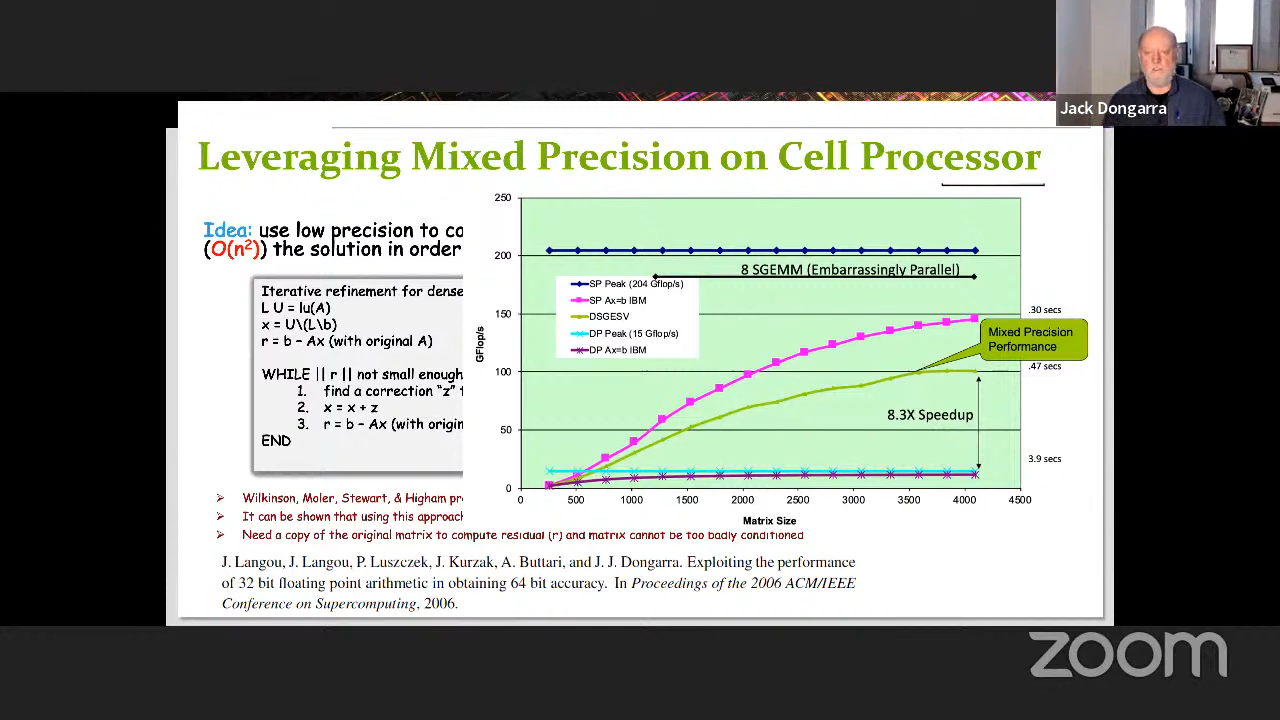 Jack Dongarra
Leveraging Mixed Precision on Cell Processor
Idea: use low precision to co
(O(n²)) the solution in order
Iterative refinement for dense
L U = lu(A)
x = U\(L\b)
r = b – Ax (with original A)
WHILE || r || not small enough
1. find a correction “z”
2. x = x + z
3. r = b – Ax (with origin
END
Wilkinson, Moler, Stewart, & Higham pr
It can be shown that using this approach
Need a copy of the original matrix to compute residual (r) and matrix cannot be too badly conditioned
250
200
150
100
50
0
GFlop/s
8 SGEMM (Embarrassingly Parallel)
SP Peak (204 Gflop/s)
SP Ax=b IBM
DSGESV
DP Peak (15 Gflop/s)
DP Ax=b IBM
.30 secs
Mixed Precision
Performance
.47 secs
8.3X Speedup
3.9 secs
0 500 1000 1500 2000 2500 3000 3500 4000 4500
Matrix Size
J. Langou, J. Langou, P. Luszczek, J. Kurzak, A. Buttari, and J. J. Dongarra. Exploiting the performance
of 32 bit floating point arithmetic in obtaining 64 bit accuracy. In Proceedings of the 2006 ACM/IEEE
Conference on Supercomputing, 2006.
zoom